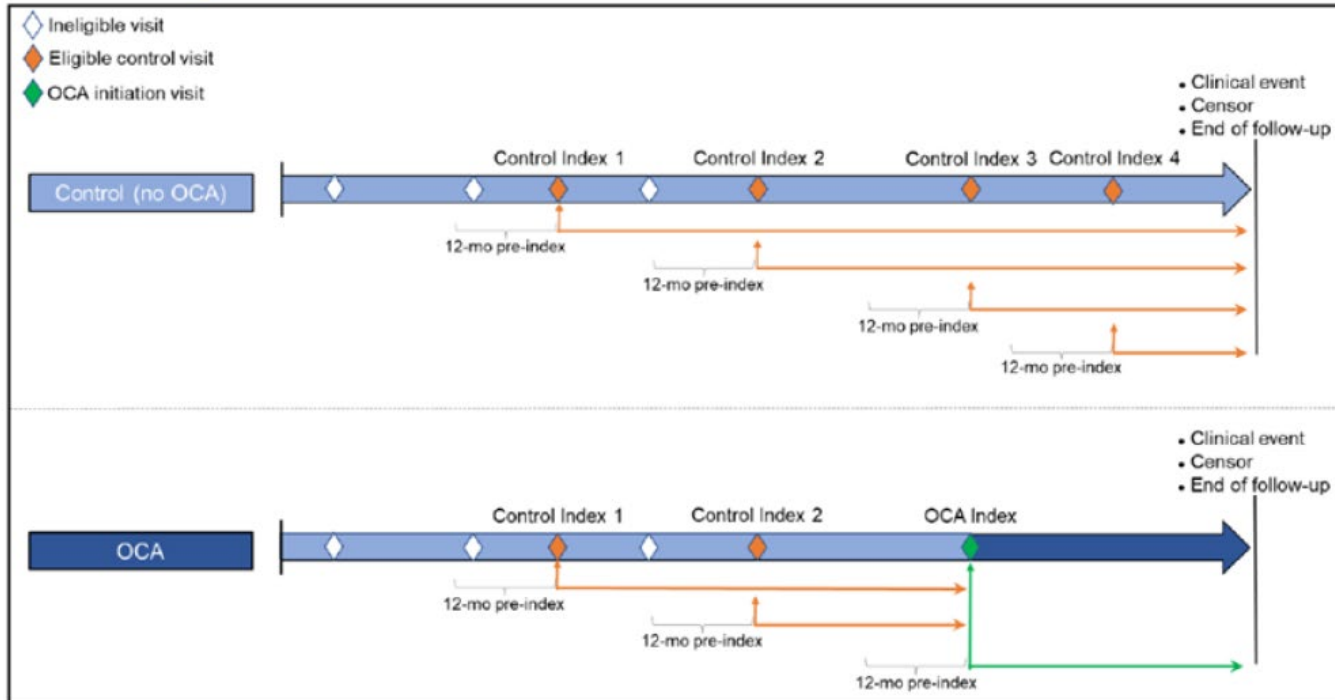 Ineligible visit
Eligible control visit
OCA initiation visit
• Clinical event
• Censor
• End of follow-up
Control Index 1 Control Index 2 Control Index 3 Control Index 4
Control (no OCA)
12-mo pre-index
12-mo pre-index
12-mo pre-index
12-mo pre-index
• Clinical event
• Censor
• End of follow-up
Control Index 1 Control Index 2 OCA Index
OCA
12-mo pre-index
12-mo pre-index
12-mo pre-index